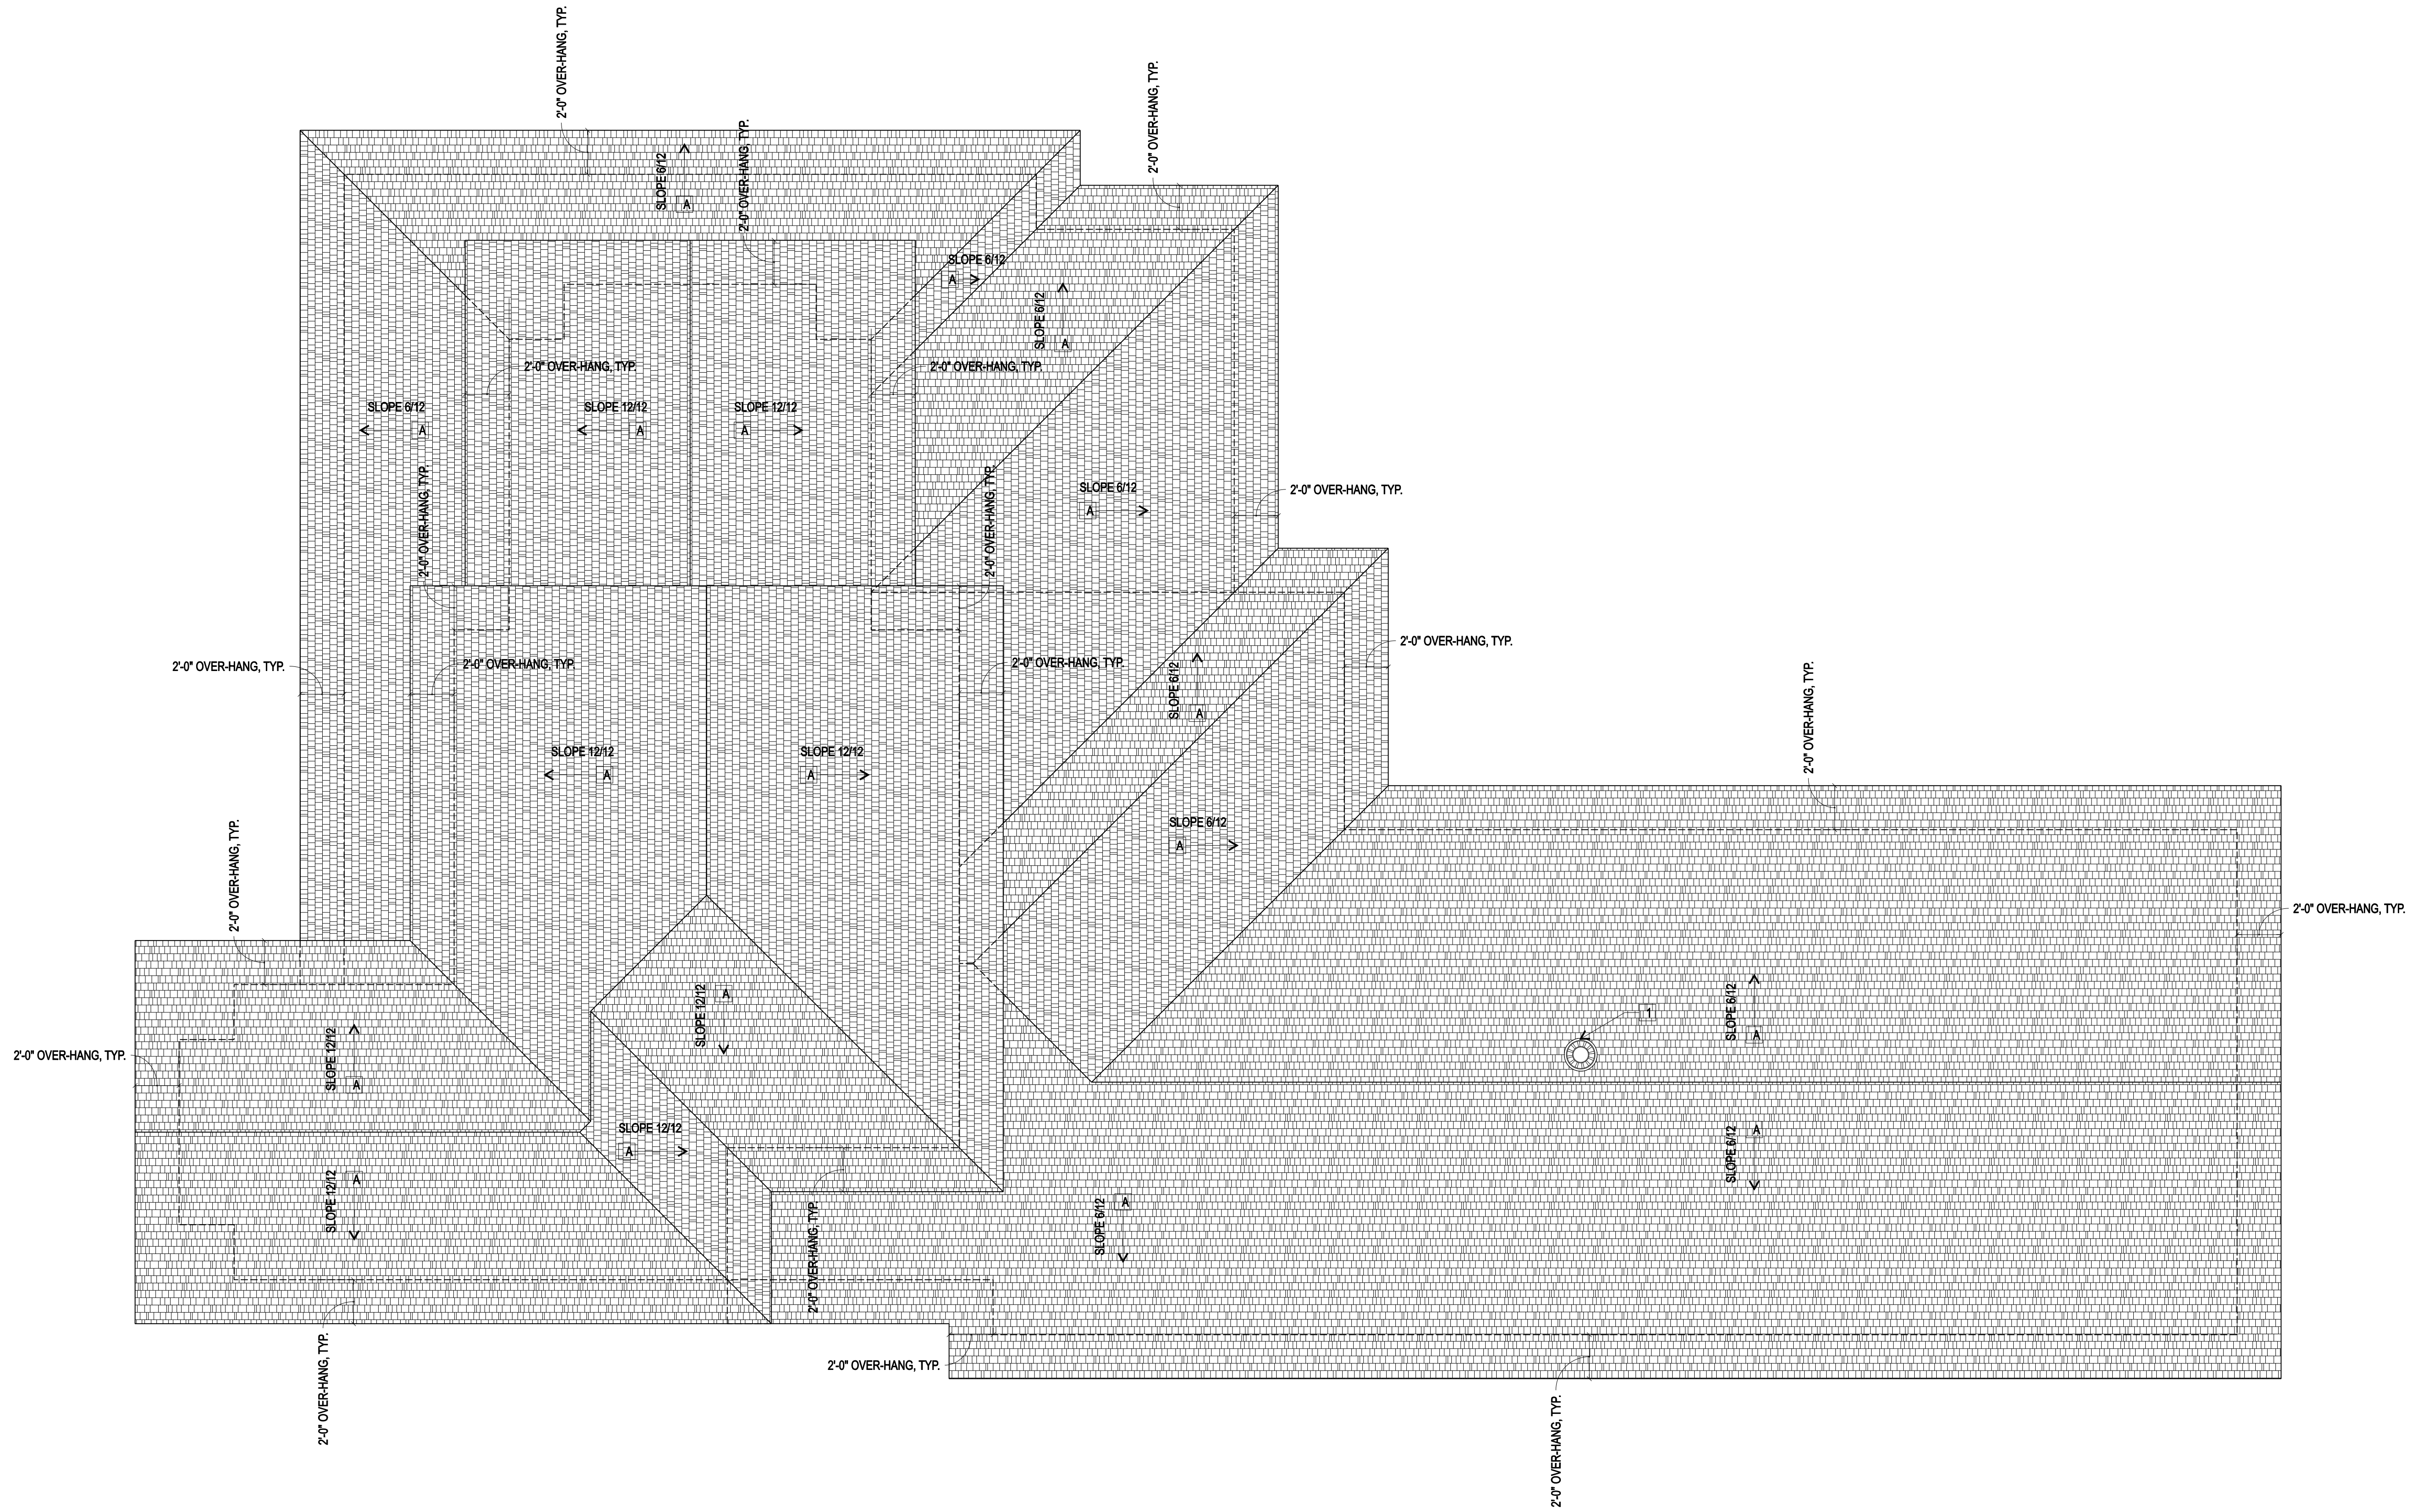 2'-0" OVER-HANG, TYP.
2'-0" OVER-HANG, TYP.
2'-0" OVER-HANG, TYP.
SLOPE 6/12
A
SLOPE 6/12
A
SLOPE 6/12
A
2'-0" OVER-HANG, TYP.
2'-0" OVER-HANG, TYP.
SLOPE 6/12
A
SLOPE 12/12
A
SLOPE 12/12
A
2'-0" OVER-HANG, TYP.
2'-0" OVER-HANG, TYP.
SLOPE 6/12
A
2'-0" OVER-HANG, TYP.
2'-0" OVER-HANG, TYP.
2'-0" OVER-HANG, TYP.
2'-0" OVER-HANG, TYP.
2'-0" OVER-HANG, TYP.
SLOPE 6/12
A
2'-0" OVER-HANG, TYP.
SLOPE 12/12
A
SLOPE 12/12
A
SLOPE 6/12
A
2'-0" OVER-HANG, TYP.
2'-0" OVER-HANG, TYP.
SLOPE 12/12
A
1
SLOPE 6/12
A
2'-0" OVER-HANG, TYP.
SLOPE 12/12
A
SLOPE 12/12
A
SLOPE 6/12
A
SLOPE 12/12
A
SLOPE 6/12
A
2'-0" OVER-HANG, TYP.
2'-0" OVER-HANG, TYP.
2'-0" OVER-HANG, TYP.
2'-0" OVER-HANG, TYP.